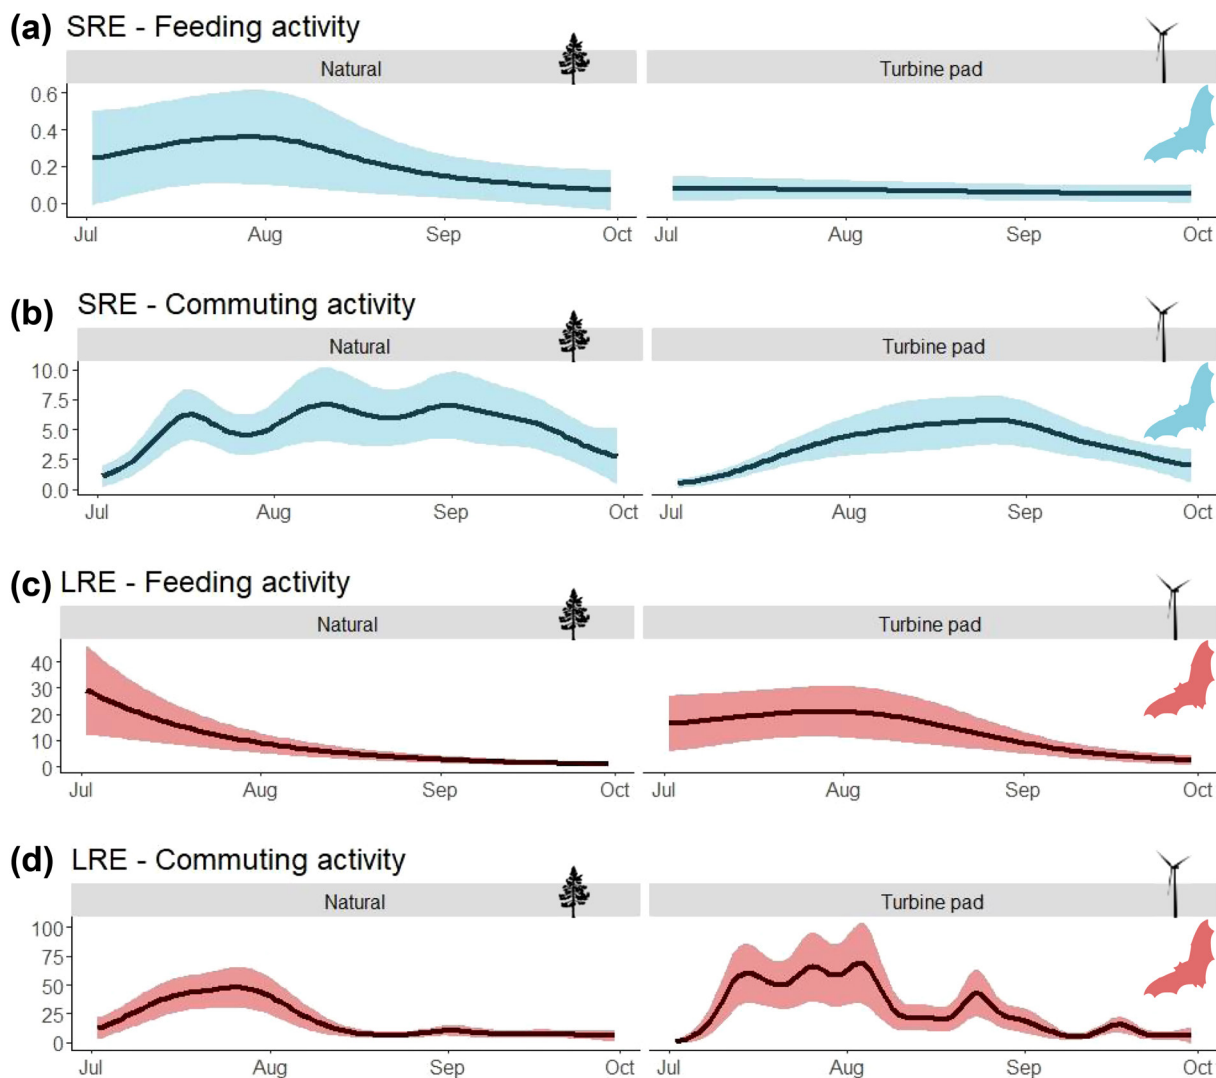 (a) SRE - Feeding activity
Natural Turbine pad
0.6
0.4
0.2
0.0
Jul Aug Sep Oct Jul Aug Sep Oct
(b) SRE - Commuting activity
Natural Turbine pad
10.0
7.5
5.0
2.5
0.0
Jul Aug Sep Oct Jul Aug Sep Oct
(c) LRE - Feeding activity
Natural Turbine pad
40
30
20
10
0
Jul Aug Sep Oct Jul Aug Sep Oct
(d) LRE - Commuting activity
Natural Turbine pad
100
75
50
25
0
Jul Aug Sep Oct Jul Aug Sep Oct